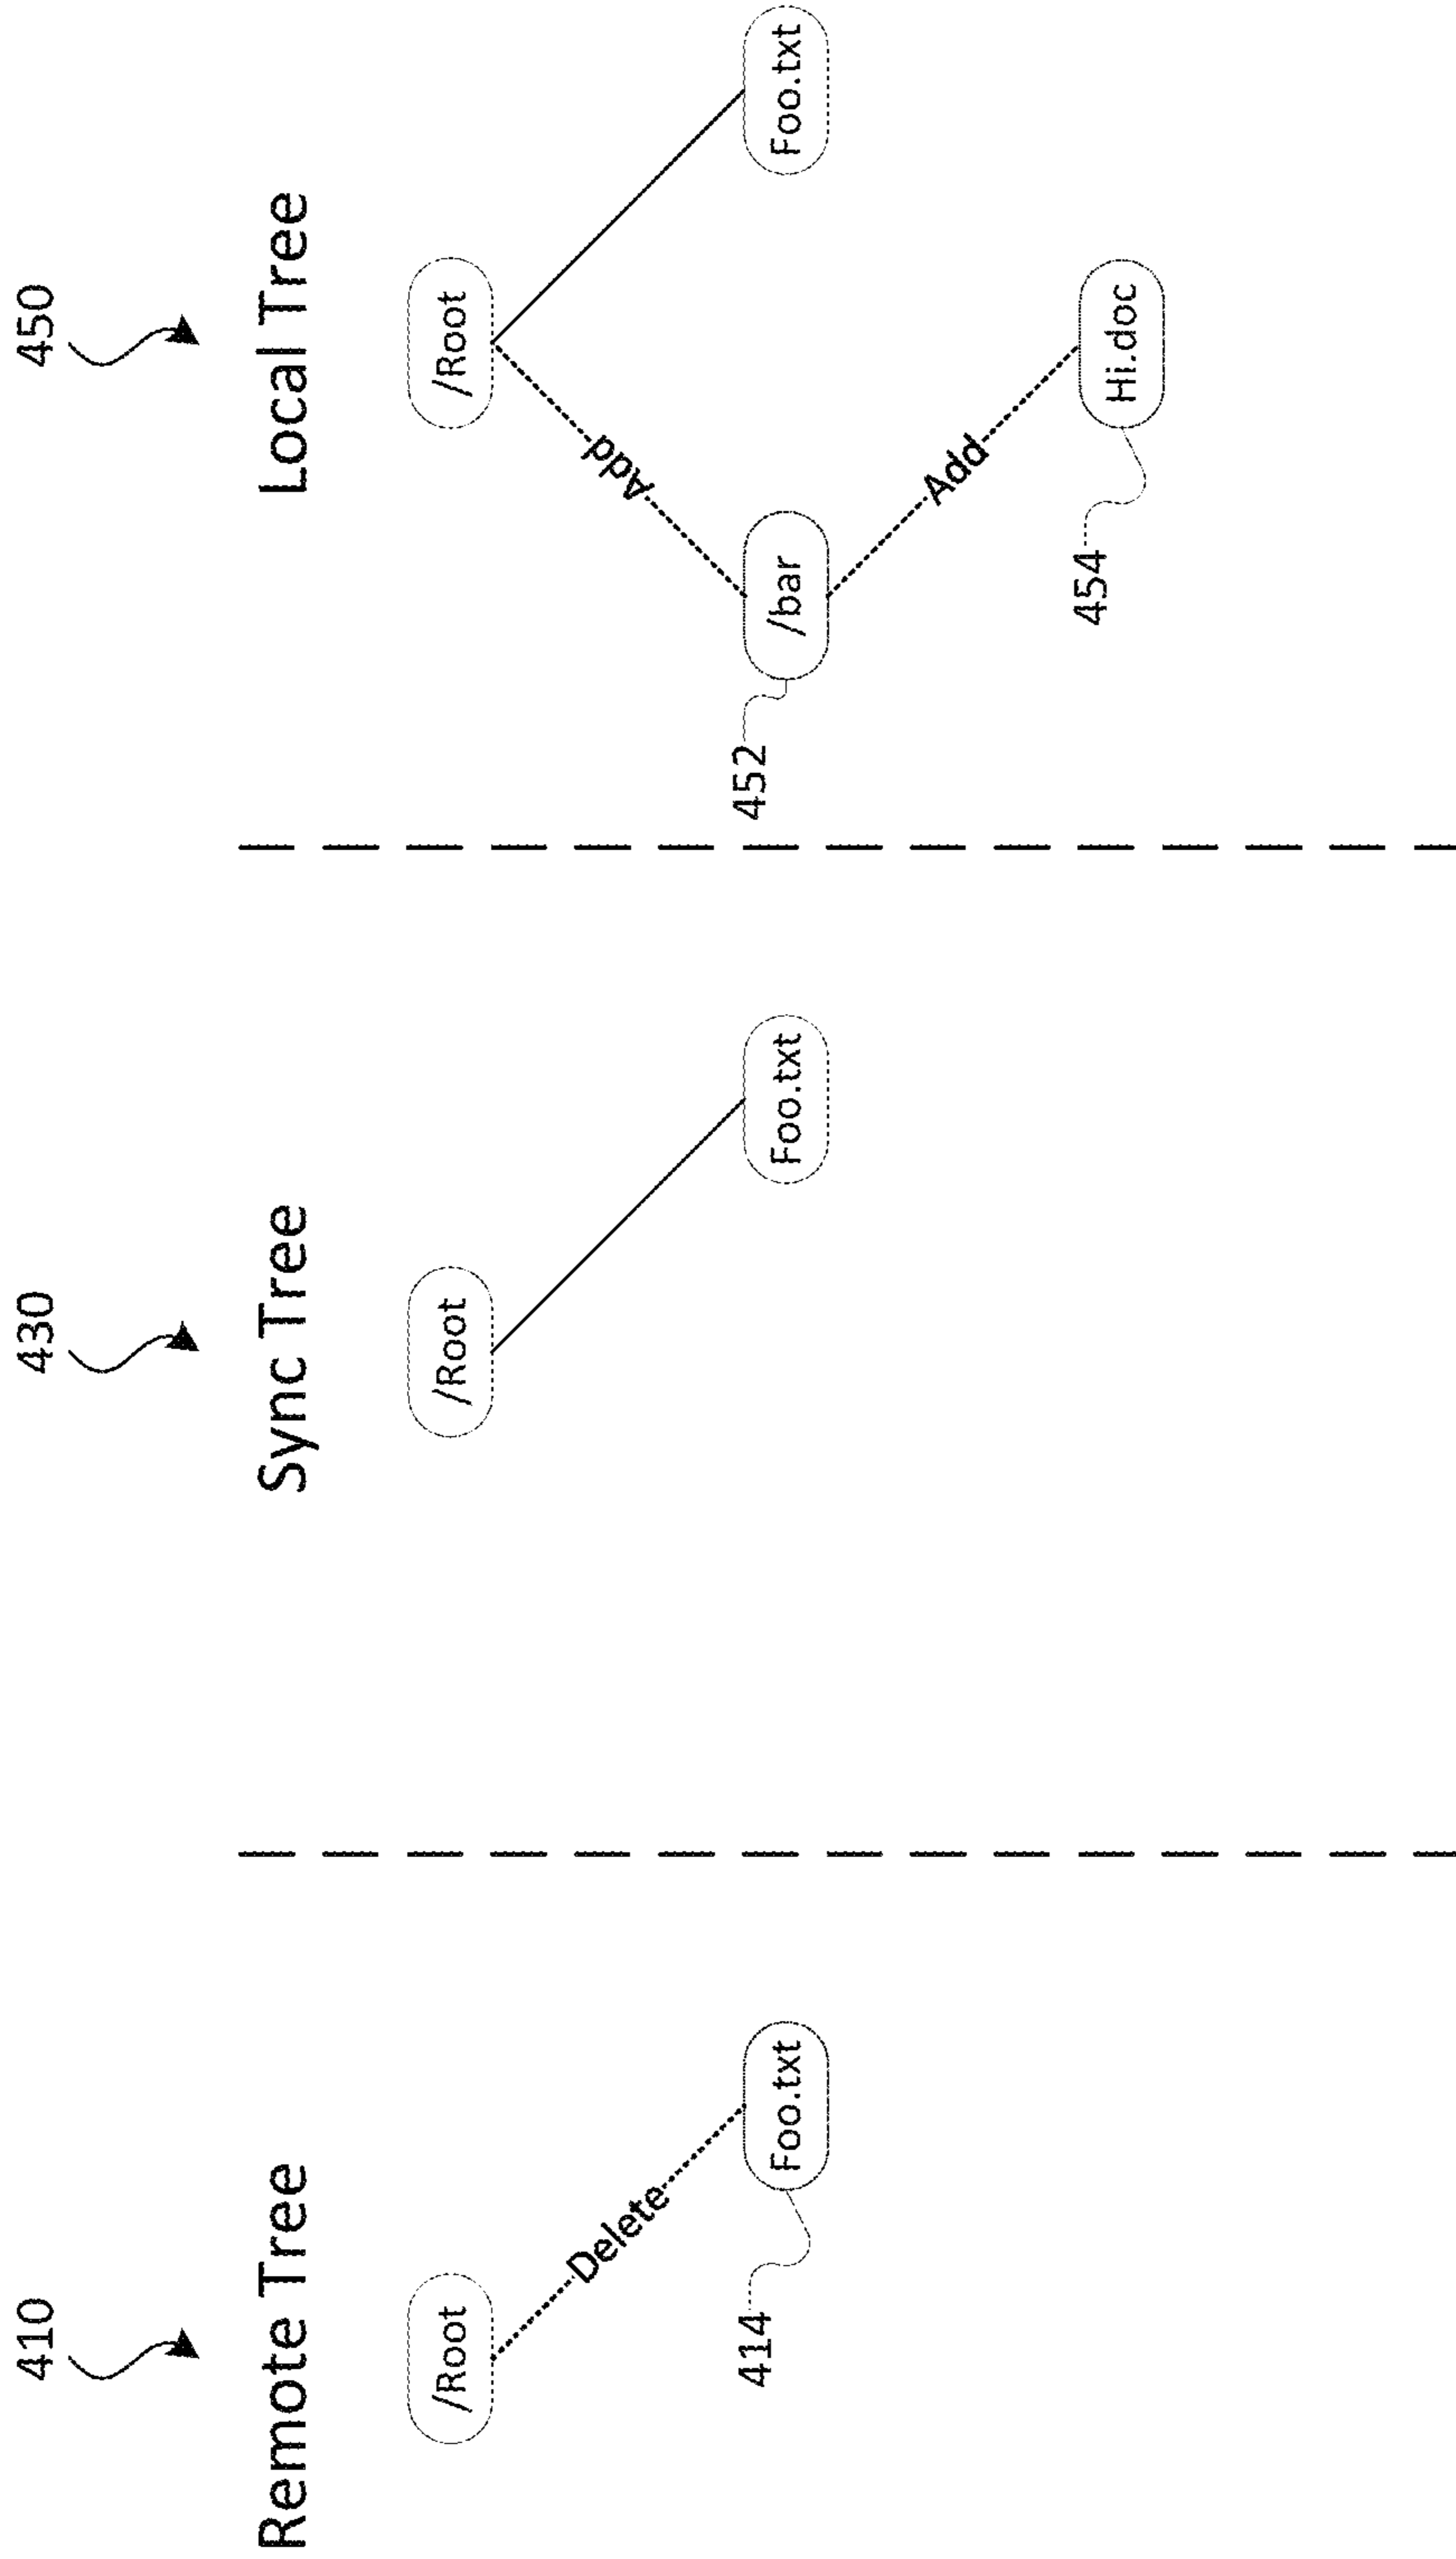 410
430
450
Remote Tree
Sync Tree
Local Tree
/Root
/Root
/Root
Delete
Add
414
Foo.txt
Foo.txt
452
/bar
Foo.txt
Add
454
Hi.doc